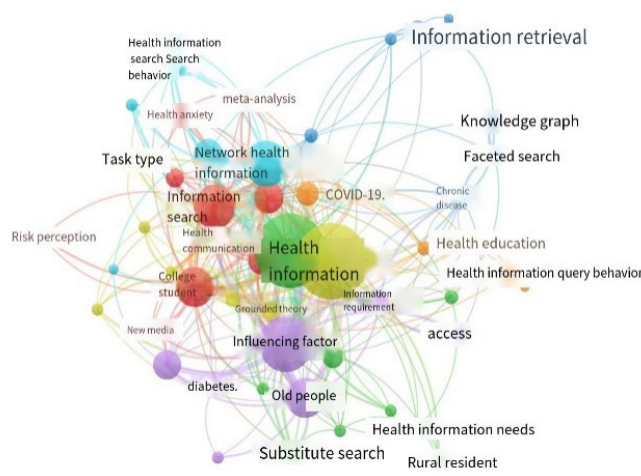 Information retrieval
Health information
search Search
behavior
meta-analysis
Health anxiety
Knowledge graph
Task type
Network health
information
Faceted search
Information
search
COVID-19.
Chronic
disease
Risk perception
Health
communication
Health
information
Health education
College
student
Health information query behavior
Information
requirement
Grounded theory
New media
Influencing factor
access
diabetes.
Old people
Health information needs
Substitute search
Rural resident